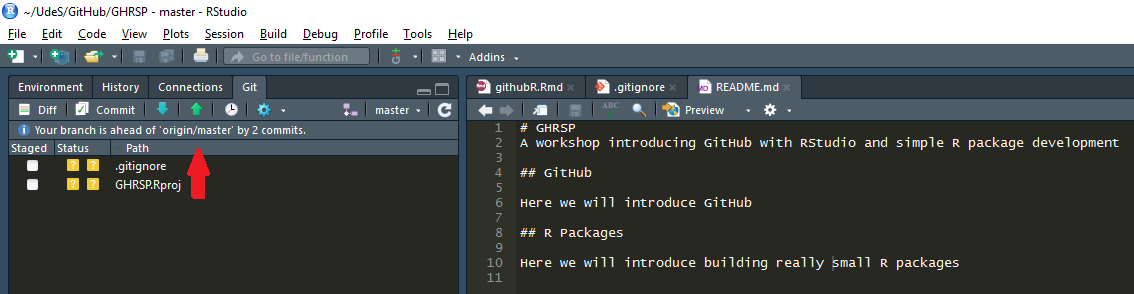 ~/UdeS/GitHub/GHRSP - master - RStudio
File Edit Code View Plots Session Build Debug Profile Tools Help
Go to file/function Addins
Environment History Connections Git
Diff Commit master
Your branch is ahead of 'origin/master' by 2 commits.
Staged Status Path
? ? .gitignore
? ? GHRSP.Rproj
githubR.Rmd .gitignore README.md
ABC Preview
1 # GHRSP
2 A workshop introducing GitHub with RStudio and simple R package development
3
4 ## GitHub
5
6 Here we will introduce GitHub
7
8 ## R Packages
9
10 Here we will introduce building really small R packages
11